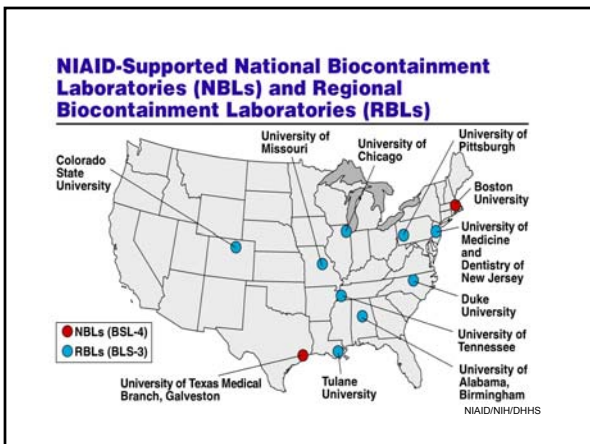 NIAID-Supported National Biocontainment
Laboratories (NBLs) and Regional
Biocontainment Laboratories (RBLs)
University of
Missouri
University of
Chicago
University of
Pittsburgh
Colorado
State
University
Boston
University
University of
Medicine
and
Dentistry of
New Jersey
Duke
University
University of
Tennessee
University of
Alabama,
Birmingham
NBLs (BSL-4)
RBLs (BLS-3)
University of Texas Medical
Branch, Galveston
Tulane
University
NIAID/NIH/DHHS